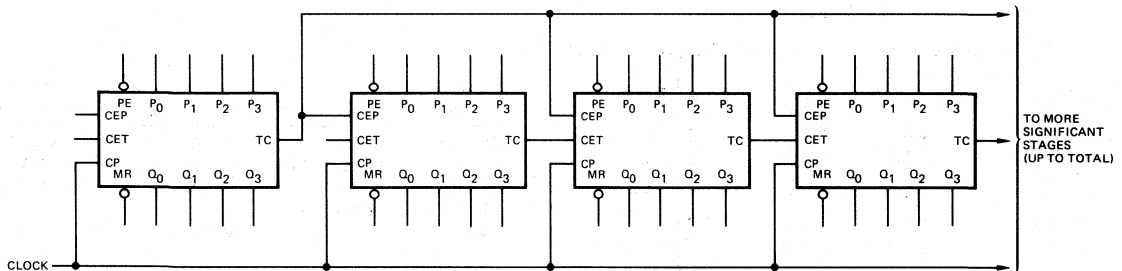 PE P0 P1 P2 P3
CEP
CET TC
CP
MR Q0 Q1 Q2 Q3
PE P0 P1 P2 P3
CEP
CET TC
CP
MR Q0 Q1 Q2 Q3
PE P0 P1 P2 P3
CEP
CET TC
CP
MR Q0 Q1 Q2 Q3
PE P0 P1 P2 P3
CEP
CET TC
CP
MR Q0 Q1 Q2 Q3
TO MORE
SIGNIFICANT
STAGES
(UP TO TOTAL)
CLOCK